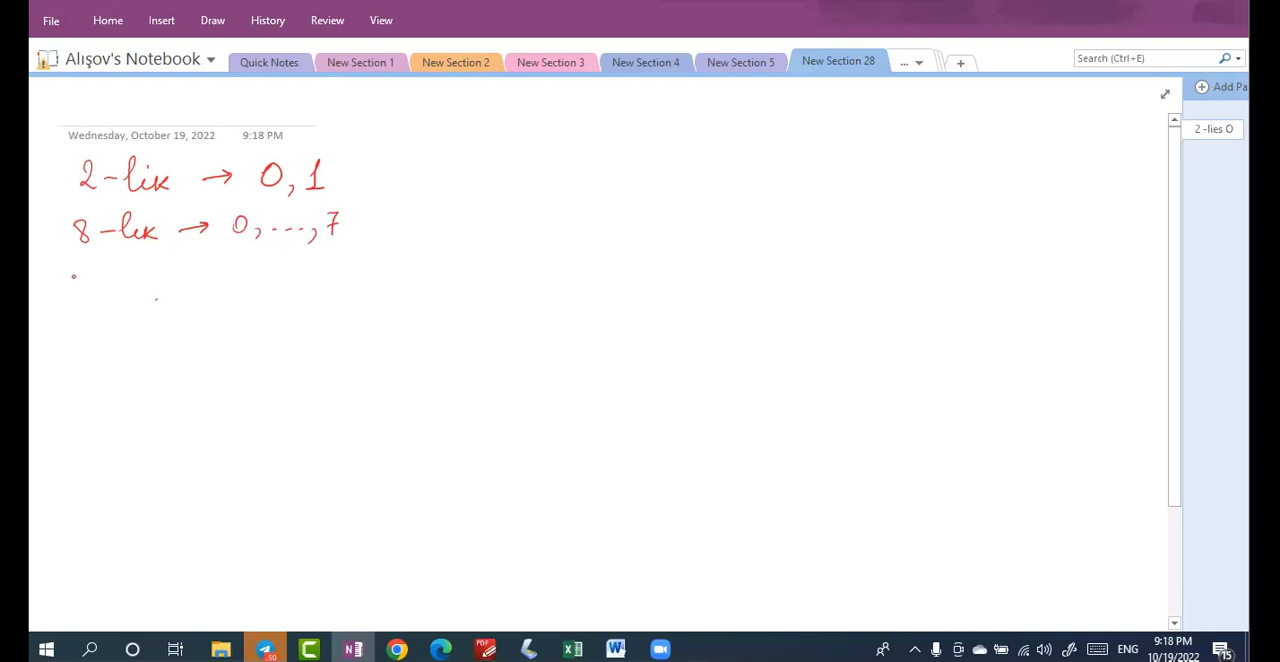 File Home Insert Draw History Review View
Alışov's Notebook Quick Notes New Section 1 New Section 2 New Section 3 New Section 4 New Section 5 New Section 28 ... Search (Ctrl+E)
Add Pa
2 -lies O
Wednesday, October 19, 2022 9:18 PM
2-lik → 0, 1
8-lik → 0, ..., 7
50 PDF ENG 9:18 PM
10/19/2022 15